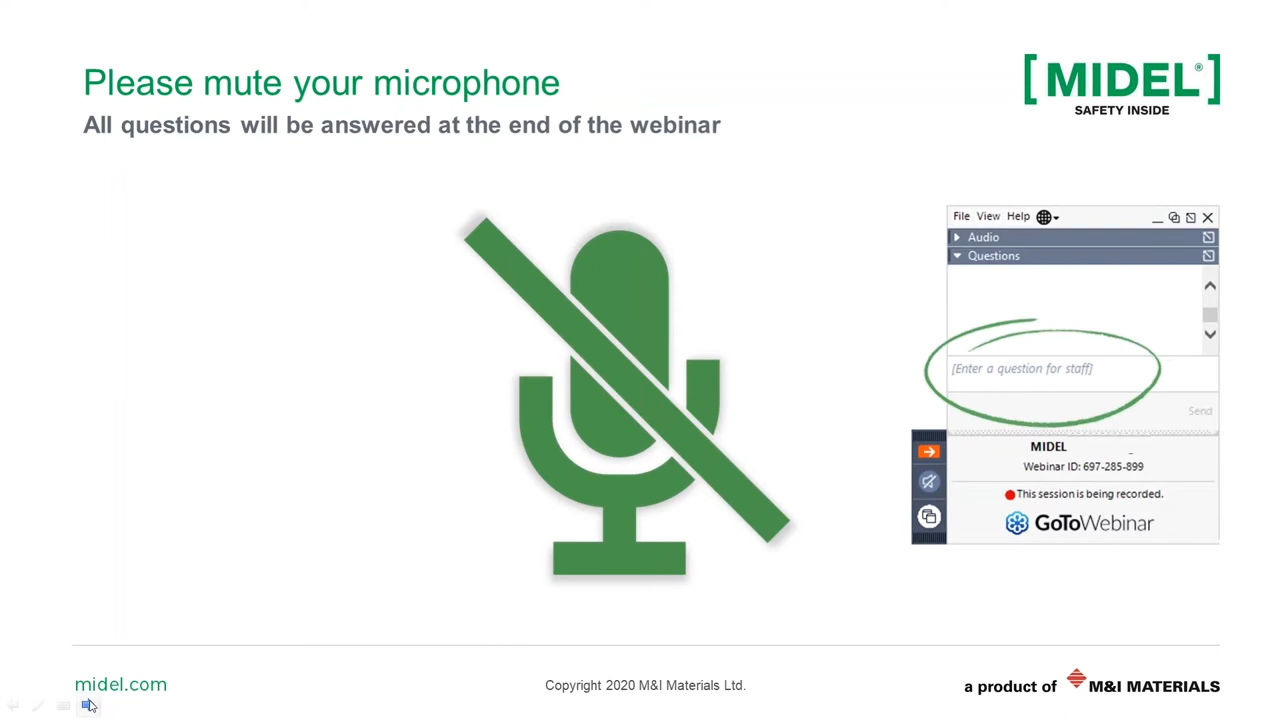 Please mute your microphone
All questions will be answered at the end of the webinar
[MIDEL®]
SAFETY INSIDE
File View Help
Audio
Questions
[Enter a question for staff]
Send
MIDEL
Webinar ID: 697-285-899
This session is being recorded.
GoToWebinar
midel.com
Copyright 2020 M&I Materials Ltd.
a product of M&I MATERIALS